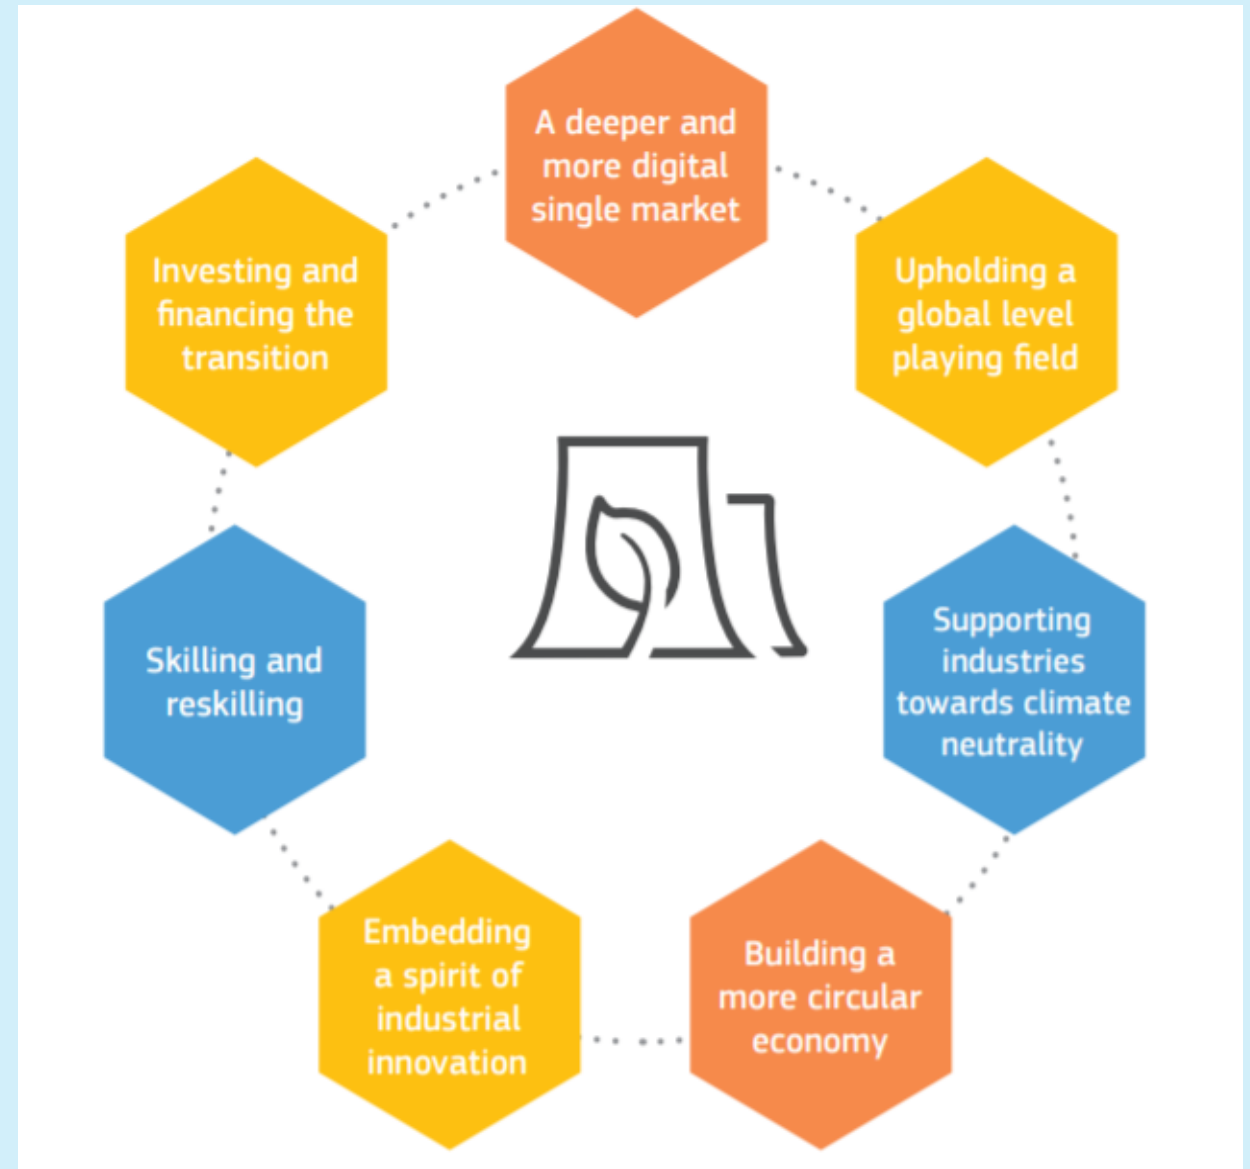 A deeper and
more digital
single market
Upholding a
global level
playing field
Supporting
industries
towards climate
neutrality
Building a
more circular
economy
Embedding
a spirit of
industrial
innovation
Skilling and
reskilling
Investing and
financing the
transition